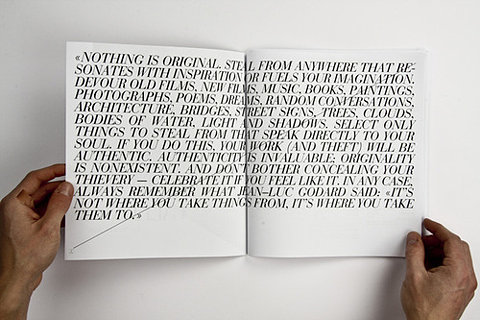 «NOTHING IS ORIGINAL. STEAL FROM ANYWHERE THAT RE-
SONATES WITH INSPIRATION OR FUELS YOUR IMAGINATION.
DEVOUR OLD FILMS, NEW FILMS, MUSIC, BOOKS, PAINTINGS,
PHOTOGRAPHS, POEMS, DREAMS, RANDOM CONVERSATIONS,
ARCHITECTURE, BRIDGES, STREET SIGNS, TREES, CLOUDS,
BODIES OF WATER, LIGHT AND SHADOWS. SELECT ONLY
THINGS TO STEAL FROM THAT SPEAK DIRECTLY TO YOUR
SOUL. IF YOU DO THIS, YOUR WORK (AND THEFT) WILL BE
AUTHENTIC. AUTHENTICITY IS INVALUABLE; ORIGINALITY
IS NONEXISTENT. AND DON'T BOTHER CONCEALING YOUR
THIEVERY — CELEBRATE IT IF YOU FEEL LIKE IT. IN ANY CASE,
ALWAYS REMEMBER WHAT JEAN–LUC GODARD SAID: «IT'S
NOT WHERE YOU TAKE THINGS FROM, IT'S WHERE YOU TAKE
THEM TO.»